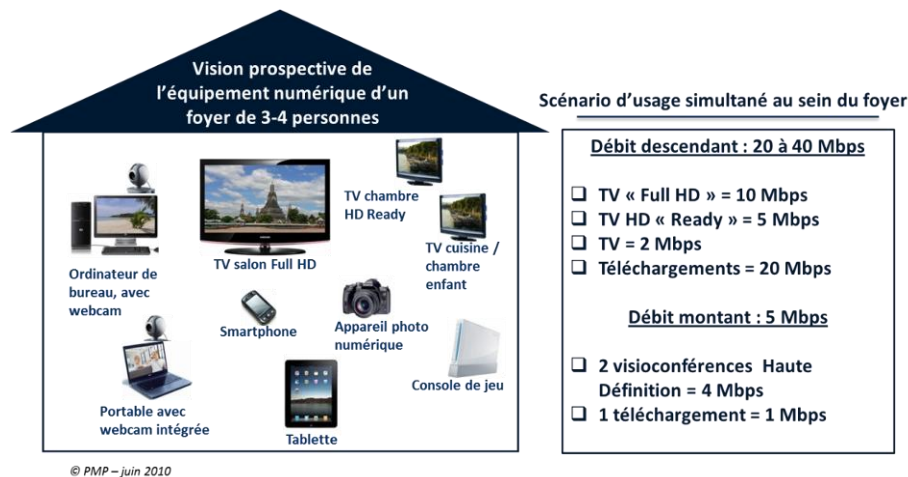 Vision prospective de
l'équipement numérique d'un
foyer de 3-4 personnes
TV chambre
HD Ready
TV cuisine /
chambre
enfant
Ordinateur de
bureau, avec
webcam
TV salon Full HD
Smartphone
Appareil photo
numérique
Console de jeu
Portable avec
webcam intégrée
Tablette
© PMP – juin 2010
Scénario d'usage simultané au sein du foyer
Débit descendant : 20 à 40 Mbps
TV « Full HD » = 10 Mbps
TV HD « Ready » = 5 Mbps
TV = 2 Mbps
Téléchargements = 20 Mbps
Débit montant : 5 Mbps
2 visioconférences Haute
Définition = 4 Mbps
1 téléchargement = 1 Mbps